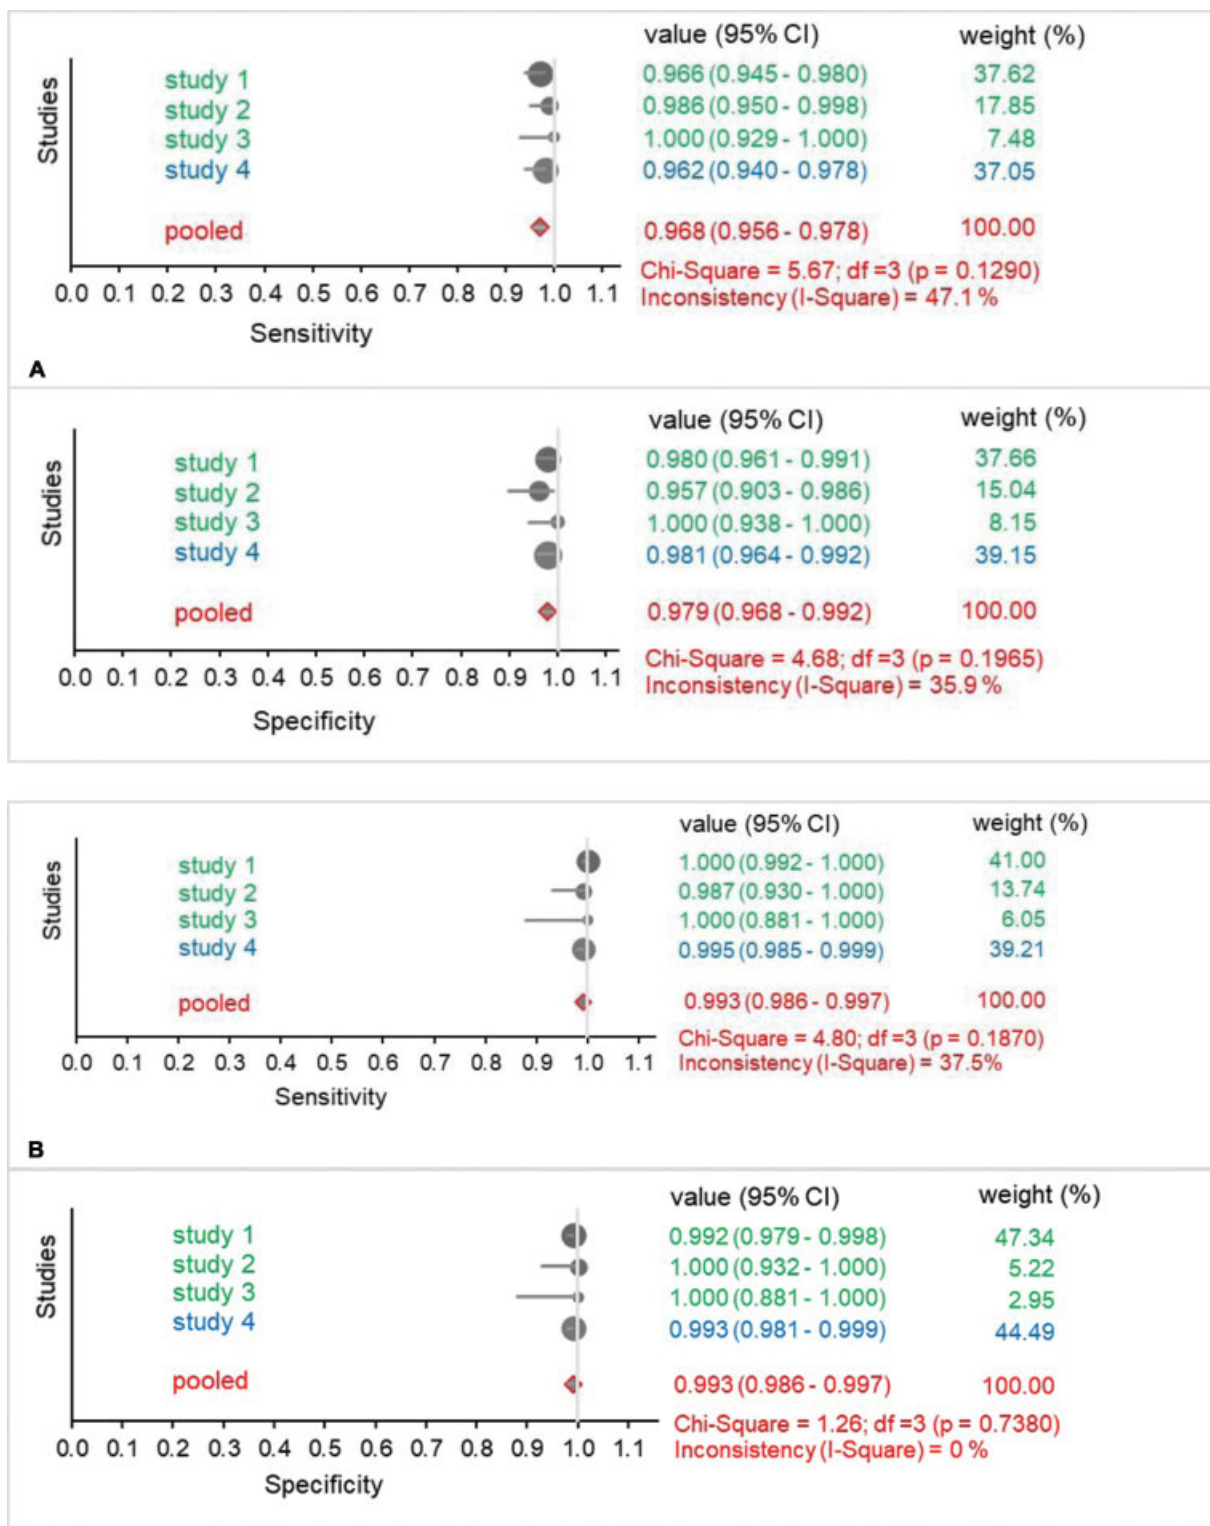 value (95% CI) weight (%)
Studies
study 1 0.966 (0.945 - 0.980) 37.62
study 2 0.986 (0.950 - 0.998) 17.85
study 3 1.000 (0.929 - 1.000) 7.48
study 4 0.962 (0.940 - 0.978) 37.05
pooled 0.968 (0.956 - 0.978) 100.00
Chi-Square = 5.67; df =3 (p = 0.1290)
Inconsistency (I-Square) = 47.1 %
0.0 0.1 0.2 0.3 0.4 0.5 0.6 0.7 0.8 0.9 1.0 1.1
Sensitivity
A
value (95% CI) weight (%)
Studies
study 1 0.980 (0.961 - 0.991) 37.66
study 2 0.957 (0.903 - 0.986) 15.04
study 3 1.000 (0.938 - 1.000) 8.15
study 4 0.981 (0.964 - 0.992) 39.15
pooled 0.979 (0.968 - 0.992) 100.00
Chi-Square = 4.68; df =3 (p = 0.1965)
Inconsistency (I-Square) = 35.9 %
0.0 0.1 0.2 0.3 0.4 0.5 0.6 0.7 0.8 0.9 1.0 1.1
Specificity
value (95% CI) weight (%)
Studies
study 1 1.000 (0.992 - 1.000) 41.00
study 2 0.987 (0.930 - 1.000) 13.74
study 3 1.000 (0.881 - 1.000) 6.05
study 4 0.995 (0.985 - 0.999) 39.21
pooled 0.993 (0.986 - 0.997) 100.00
Chi-Square = 4.80; df =3 (p = 0.1870)
Inconsistency (I-Square) = 37.5%
0.0 0.1 0.2 0.3 0.4 0.5 0.6 0.7 0.8 0.9 1.0 1.1
Sensitivity
B
value (95% CI) weight (%)
Studies
study 1 0.992 (0.979 - 0.998) 47.34
study 2 1.000 (0.932 - 1.000) 5.22
study 3 1.000 (0.881 - 1.000) 2.95
study 4 0.993 (0.981 - 0.999) 44.49
pooled 0.993 (0.986 - 0.997) 100.00
Chi-Square = 1.26; df =3 (p = 0.7380)
Inconsistency (I-Square) = 0 %
0.0 0.1 0.2 0.3 0.4 0.5 0.6 0.7 0.8 0.9 1.0 1.1
Specificity